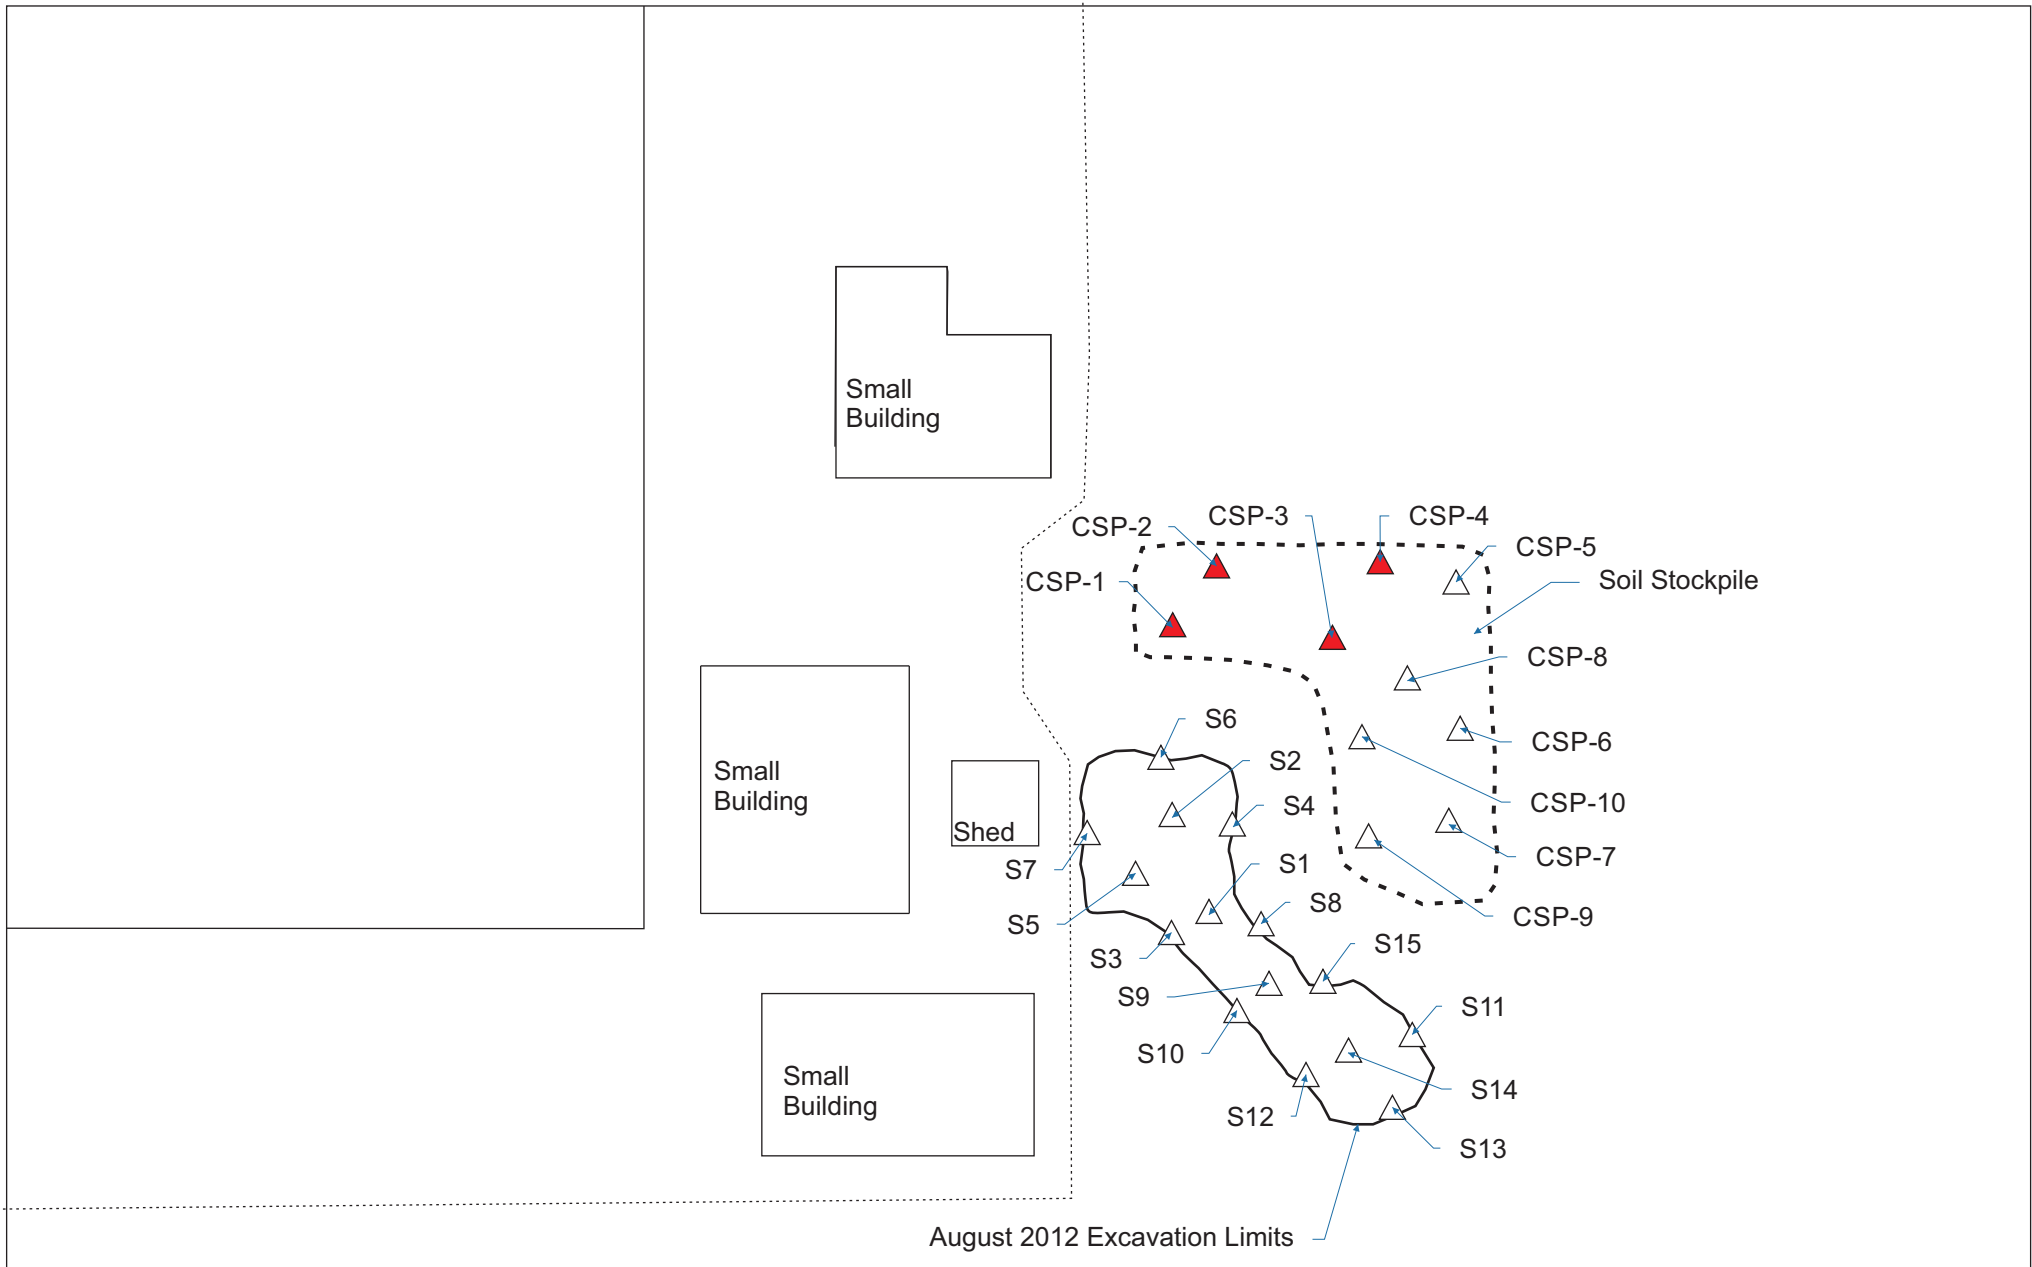 Small
Building
CSP-2
CSP-3
CSP-4
CSP-5
CSP-1
Soil Stockpile
CSP-8
S6
CSP-6
S2
Small
Building
CSP-10
S4
Shed
CSP-7
S7
S1
S8
CSP-9
S5
S15
S3
S9
S11
S10
Small
Building
S14
S12
S13
August 2012 Excavation Limits